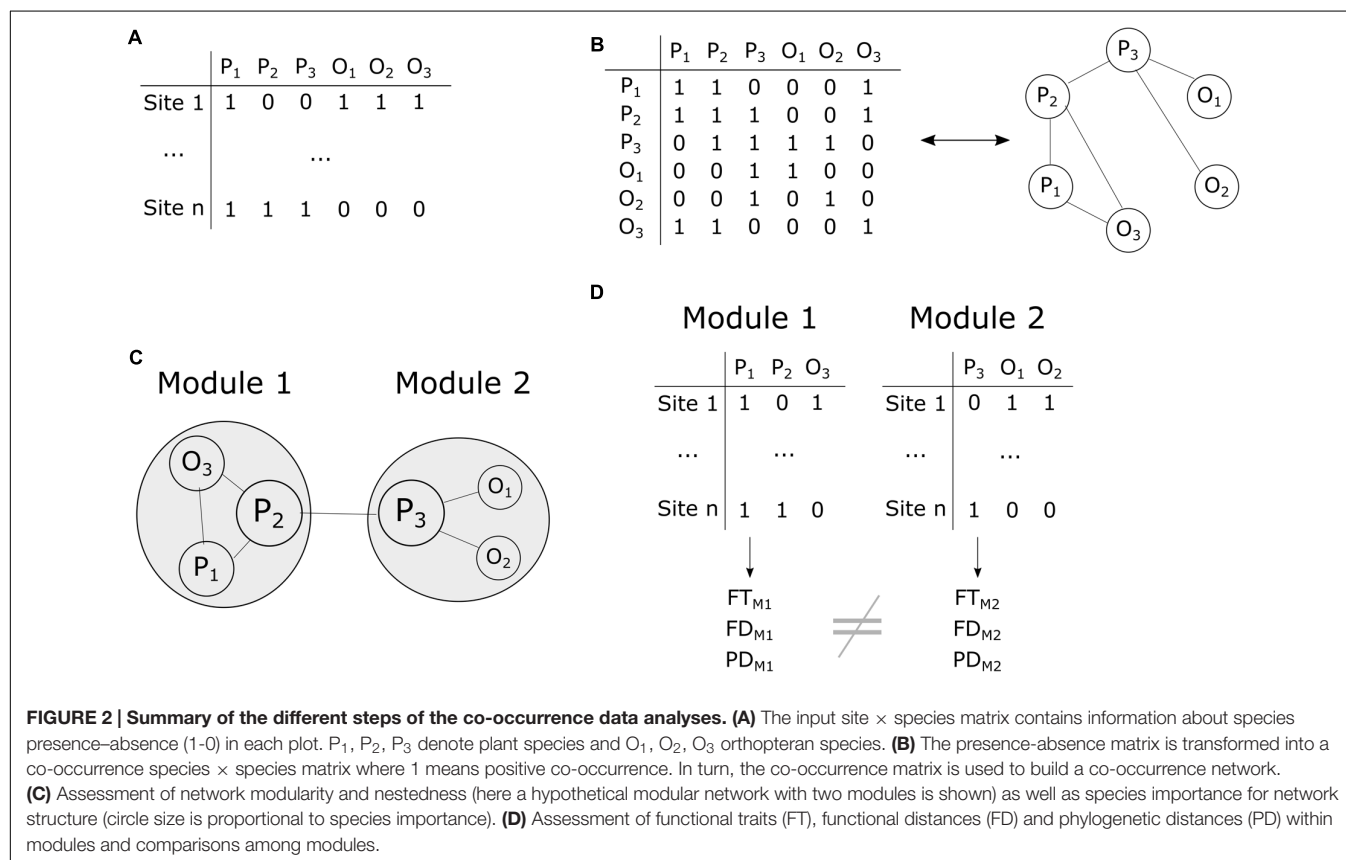 A
P₁ P₂ P₃ O₁ O₂ O₃
Site 1 1 0 0 1 1 1
... ...
Site n 1 1 1 0 0 0
B
P₁ P₂ P₃ O₁ O₂ O₃
P₁ 1 1 0 0 0 1
P₂ 1 1 1 0 0 1
P₃ 0 1 1 1 1 0
O₁ 0 0 1 1 0 0
O₂ 0 0 1 0 1 0
O₃ 1 1 0 0 0 1
P₃
P₂
O₁
P₁
O₂
O₃
C
Module 1 Module 2
O₃
P₂
P₁
P₃
O₁
O₂
D
Module 1 Module 2
P₁ P₂ O₃
Site 1 1 0 1
... ...
Site n 1 1 0
FT_M1
FD_M1
PD_M1
≠
P₃ O₁ O₂
Site 1 0 1 1
... ...
Site n 1 0 0
FT_M2
FD_M2
PD_M2
FIGURE 2 | Summary of the different steps of the co-occurrence data analyses. (A) The input site × species matrix contains information about species
presence–absence (1-0) in each plot. P₁, P₂, P₃ denote plant species and O₁, O₂, O₃ orthopteran species. (B) The presence-absence matrix is transformed into a
co-occurrence species × species matrix where 1 means positive co-occurrence. In turn, the co-occurrence matrix is used to build a co-occurrence network.
(C) Assessment of network modularity and nestedness (here a hypothetical modular network with two modules is shown) as well as species importance for network
structure (circle size is proportional to species importance). (D) Assessment of functional traits (FT), functional distances (FD) and phylogenetic distances (PD) within
modules and comparisons among modules.